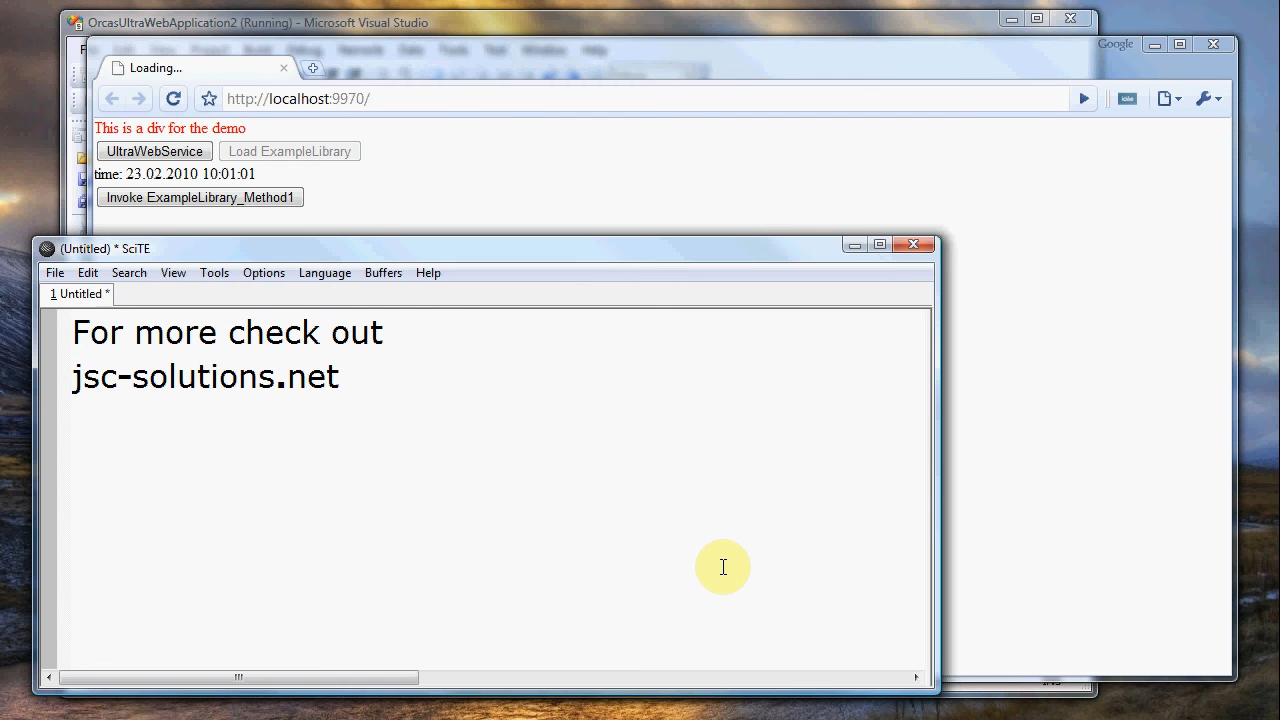 OrcasUltraWebApplication2 (Running) - Microsoft Visual Studio
Google
Loading...
http://localhost:9970/
This is a div for the demo
UltraWebService Load ExampleLibrary
time: 23.02.2010 10:01:01
Invoke ExampleLibrary_Method1
(Untitled) * SciTE
File Edit Search View Tools Options Language Buffers Help
1 Untitled *
For more check out
jsc-solutions.net